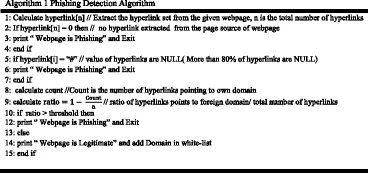 Algorithm 1 Phishing Detection Algorithm
1: Calculate hyperlink[n] // Extract the hyperlink set from the given webpage, n is the total number of hyperlinks
2: If hyperlink[n] = 0 then // no hyperlink extracted from the page source of webpage
3: print " Webpage is Phishing" and Exit
4: end if
5: if hyperlink[i] = "#" // value of hyperlinks are NULL( More than 80% of hyperlinks are NULL)
6: print " Webpage is Phishing" and Exit
7: end if
8: calculate count //Count is the number of hyperlinks pointing to own domain
9: calculate ratio = 1 − Count/n // ratio of hyperlinks points to foreign domain/ total number of hyperlinks
10: if ratio > threshold then
12: print " Webpage is Phishing" and Exit
13: else
14: print " Webpage is Legitimate" and add Domain in white-list
15: end if